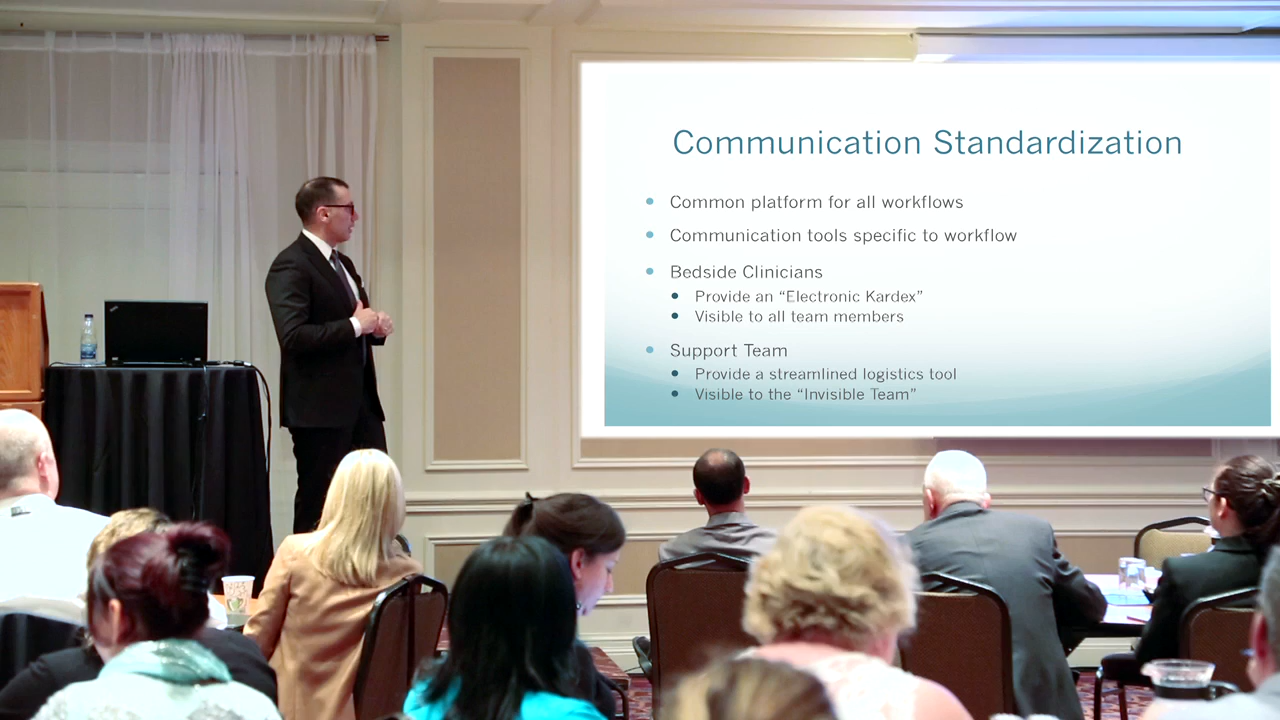 Communication Standardization
• Common platform for all workflows
• Communication tools specific to workflow
• Bedside Clinicians
• Provide an “Electronic Kardex”
• Visible to all team members
• Support Team
• Provide a streamlined logistics tool
• Visible to the “Invisible Team”